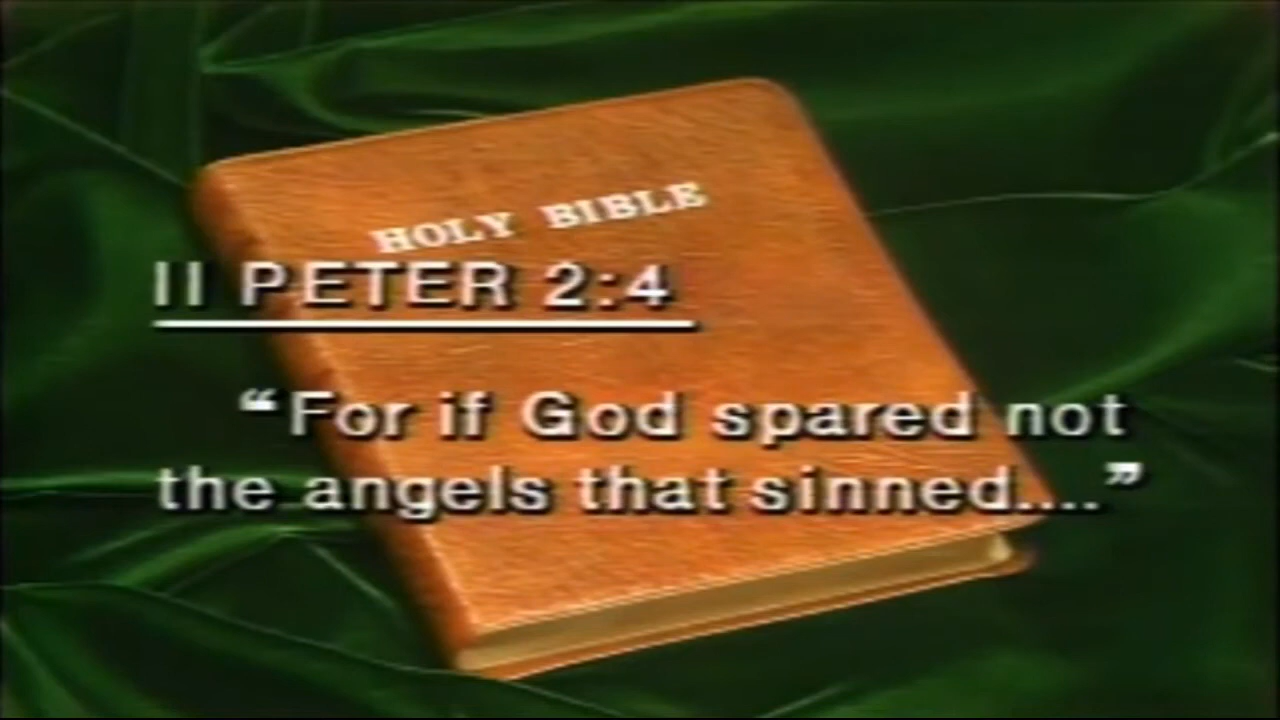 HOLY BIBLE
II PETER 2:4
“For if God spared not
the angels that sinned....”